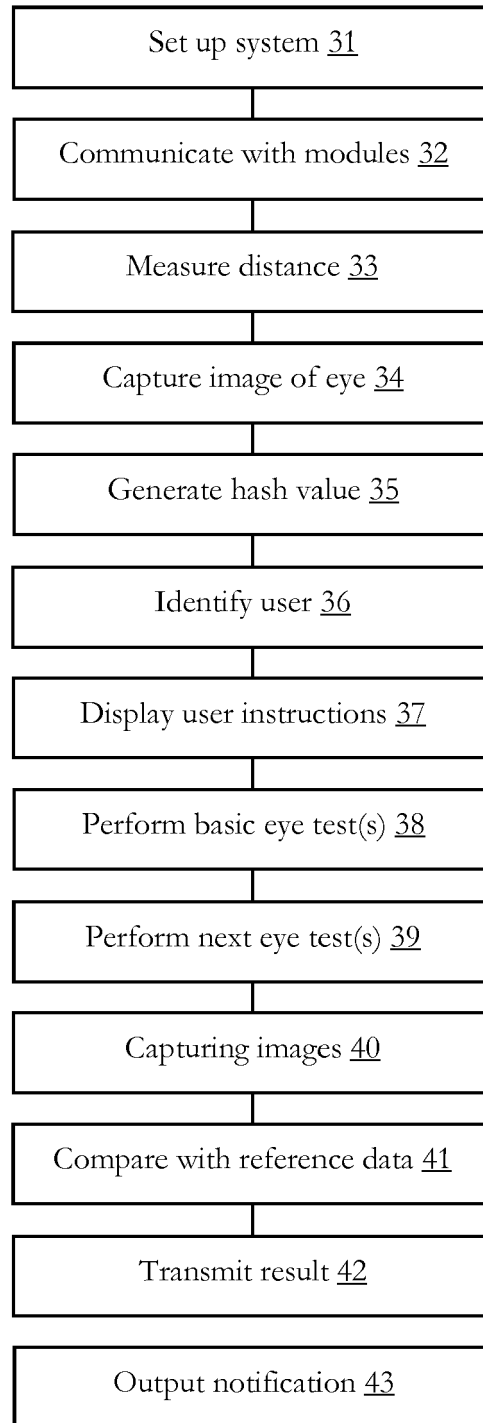 Set up system 31
Communicate with modules 32
Measure distance 33
Capture image of eye 34
Generate hash value 35
Identify user 36
Display user instructions 37
Perform basic eye test(s) 38
Perform next eye test(s) 39
Capturing images 40
Compare with reference data 41
Transmit result 42
Output notification 43